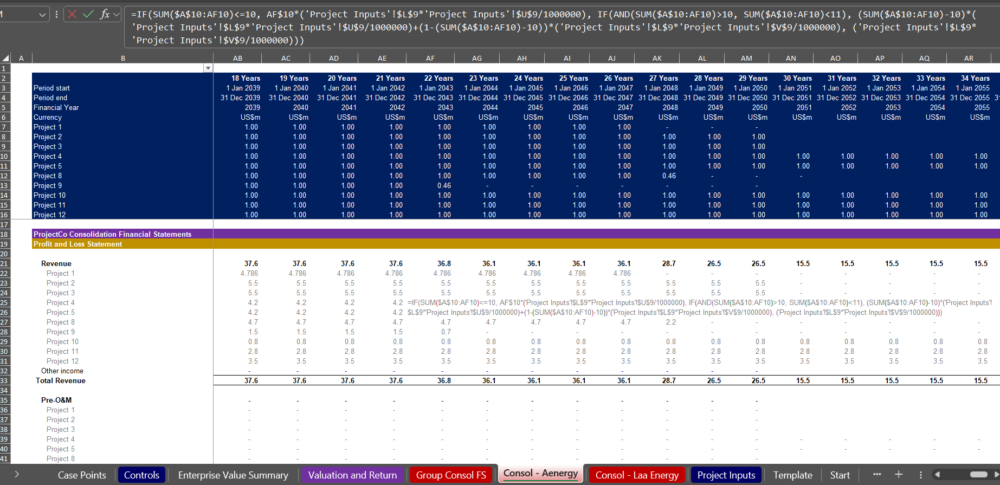 =IF(SUM($A$10:AF10)<=10, AF$10*('Project Inputs'!$L$9*'Project Inputs'!$U$9/1000000), IF(AND(SUM($A$10:AF10)>10, SUM($A$10:AF10)<11), (SUM($A$10:AF10)-10)*(
'Project Inputs'!$L$9*'Project Inputs'!$U$9/1000000)+(1-(SUM($A$10:AF10)-10))*('Project Inputs'!$L$9*'Project Inputs'!$V$9/1000000), ('Project Inputs'!$L$9*
'Project Inputs'!$V$9/1000000)))
A B AB AC AD AE AF AG AH AI AJ AK AL AM AN AO AP AQ AR
1
2 18 Years 19 Years 20 Years 21 Years 22 Years 23 Years 24 Years 25 Years 26 Years 27 Years 28 Years 29 Years 30 Years 31 Years 32 Years 33 Years 34 Years
3 Period start 1 Jan 2039 1 Jan 2040 1 Jan 2041 1 Jan 2042 1 Jan 2043 1 Jan 2044 1 Jan 2045 1 Jan 2046 1 Jan 2047 1 Jan 2048 1 Jan 2049 1 Jan 2050 1 Jan 2051 1 Jan 2052 1 Jan 2053 1 Jan 2054 1 Jan 2055
4 Period end 31 Dec 2039 31 Dec 2040 31 Dec 2041 31 Dec 2042 31 Dec 2043 31 Dec 2044 31 Dec 2045 31 Dec 2046 31 Dec 2047 31 Dec 2048 31 Dec 2049 31 Dec 2050 31 Dec 2051 31 Dec 2052 31 Dec 2053 31 Dec 2054 31 Dec 2055
5 Financial Year 2039 2040 2041 2042 2043 2044 2045 2046 2047 2048 2049 2050 2051 2052 2053 2054 2055
6 Currency US$m US$m US$m US$m US$m US$m US$m US$m US$m US$m US$m US$m US$m US$m US$m US$m US$m
7 Project 1 1.00 1.00 1.00 1.00 1.00 1.00 1.00 1.00 1.00 - - -
8 Project 2 1.00 1.00 1.00 1.00 1.00 1.00 1.00 1.00 1.00 1.00 1.00 1.00
9 Project 3 1.00 1.00 1.00 1.00 1.00 1.00 1.00 1.00 1.00 1.00 1.00 1.00
10 Project 4 1.00 1.00 1.00 1.00 1.00 1.00 1.00 1.00 1.00 1.00 1.00 1.00 1.00 1.00 1.00 1.00 1.00
11 Project 5 1.00 1.00 1.00 1.00 1.00 1.00 1.00 1.00 1.00 1.00 1.00 1.00 1.00 1.00 1.00 1.00 1.00
12 Project 8 1.00 1.00 1.00 1.00 1.00 1.00 1.00 1.00 1.00 0.46 - - -
13 Project 9 1.00 1.00 1.00 1.00 0.46 - - - - - - -
14 Project 10 1.00 1.00 1.00 1.00 1.00 1.00 1.00 1.00 1.00 1.00 1.00 1.00 1.00 1.00 1.00 1.00 1.00
15 Project 11 1.00 1.00 1.00 1.00 1.00 1.00 1.00 1.00 1.00 1.00 1.00 1.00 1.00 1.00 1.00 1.00 1.00
16 Project 12 1.00 1.00 1.00 1.00 1.00 1.00 1.00 1.00 1.00 1.00 1.00 1.00 1.00 1.00 1.00 1.00 1.00
17
18 ProjectCo Consolidation Financial Statements
19 Profit and Loss Statement
20
21 Revenue 37.6 37.6 37.6 37.6 36.8 36.1 36.1 36.1 36.1 28.7 26.5 26.5 15.5 15.5 15.5 15.5 15.5
22 Project 1 4.786 4.786 4.786 4.786 4.786 4.786 4.786 4.786 4.786 - - - - - - - -
23 Project 2 5.5 5.5 5.5 5.5 5.5 5.5 5.5 5.5 5.5 5.5 5.5 5.5 - - - - -
24 Project 3 5.5 5.5 5.5 5.5 5.5 5.5 5.5 5.5 5.5 5.5 5.5 5.5 - - - - -
25 Project 4 4.2 4.2 4.2 4.2 =IF(SUM($A$10:AF10)<=10, AF$10*('Project Inputs'!$L$9*'Project Inputs'!$U$9/1000000), IF(AND(SUM($A$10:AF10)>10, SUM($A$10:AF10)<11), (SUM($A$10:AF10)-10)*('Project Inputs'!
26 Project 5 4.2 4.2 4.2 4.2 $L$9*'Project Inputs'!$U$9/1000000)+(1-(SUM($A$10:AF10)-10))*('Project Inputs'!$L$9*'Project Inputs'!$V$9/1000000), ('Project Inputs'!$L$9*'Project Inputs'!$V$9/1000000)))
27 Project 8 4.7 4.7 4.7 4.7 4.7 4.7 4.7 4.7 4.7 2.2 - - - - - - -
28 Project 9 1.5 1.5 1.5 1.5 0.7 - - - - - - - - - - - -
29 Project 10 0.8 0.8 0.8 0.8 0.8 0.8 0.8 0.8 0.8 0.8 0.8 0.8 0.8 0.8 0.8 0.8 0.8
30 Project 11 2.8 2.8 2.8 2.8 2.8 2.8 2.8 2.8 2.8 2.8 2.8 2.8 2.8 2.8 2.8 2.8 2.8
31 Project 12 3.5 3.5 3.5 3.5 3.5 3.5 3.5 3.5 3.5 3.5 3.5 3.5 3.5 3.5 3.5 3.5 3.5
32 Other income - - - - - - - - - - - -
33 Total Revenue 37.6 37.6 37.6 37.6 36.8 36.1 36.1 36.1 36.1 28.7 26.5 26.5 15.5 15.5 15.5 15.5 15.5
34
35 Pre-O&M - - - - - - - - - - - -
36 Project 1 - - - - - - - - - - - -
37 Project 2 - - - - - - - - - - - -
38 Project 3 - - - - - - - - - - - -
39 Project 4 - - - - - - - - - - - - - - - - -
40 Project 5 - - - - - - - - - - - - - - - - -
41 Project 8 - - - - - - - - - - - - - - - - -
Case Points Controls Enterprise Value Summary Valuation and Return Group Consol FS Consol - Aenergy Consol - Laa Energy Project Inputs Template Start